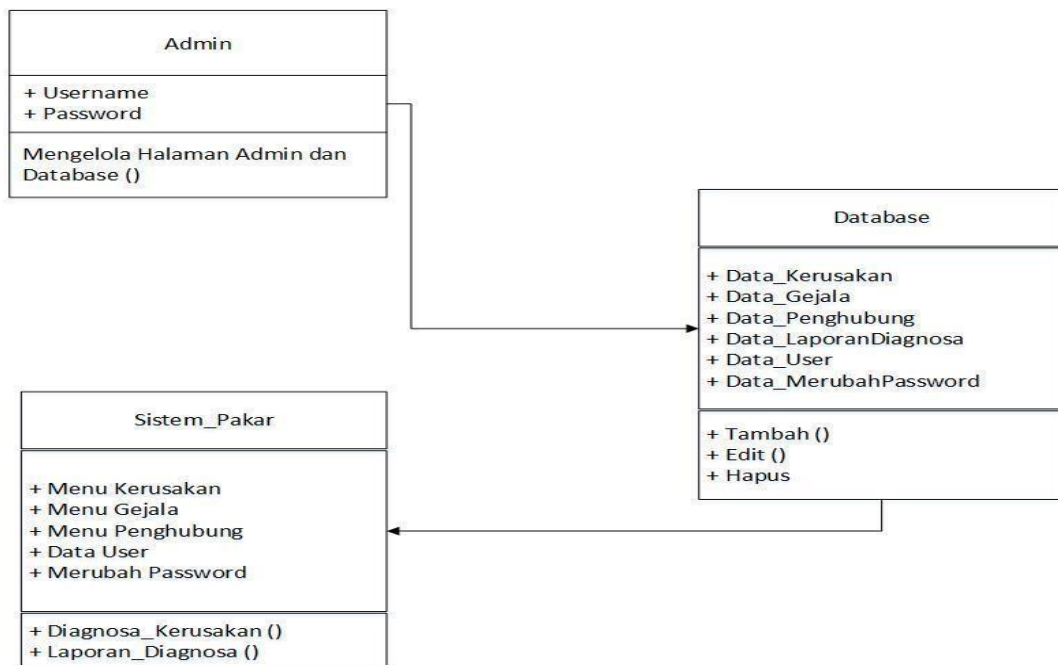 Admin
+ Username
+ Password
Mengelola Halaman Admin dan
Database ()
Database
+ Data_Kerusakan
+ Data_Gejala
+ Data_Penghubung
+ Data_LaporanDiagnosa
+ Data_User
+ Data_MerubahPassword
+ Tambah ()
+ Edit ()
+ Hapus
Sistem_Pakar
+ Menu Kerusakan
+ Menu Gejala
+ Menu Penghubung
+ Data User
+ Merubah Password
+ Diagnosa_Kerusakan ()
+ Laporan_Diagnosa ()